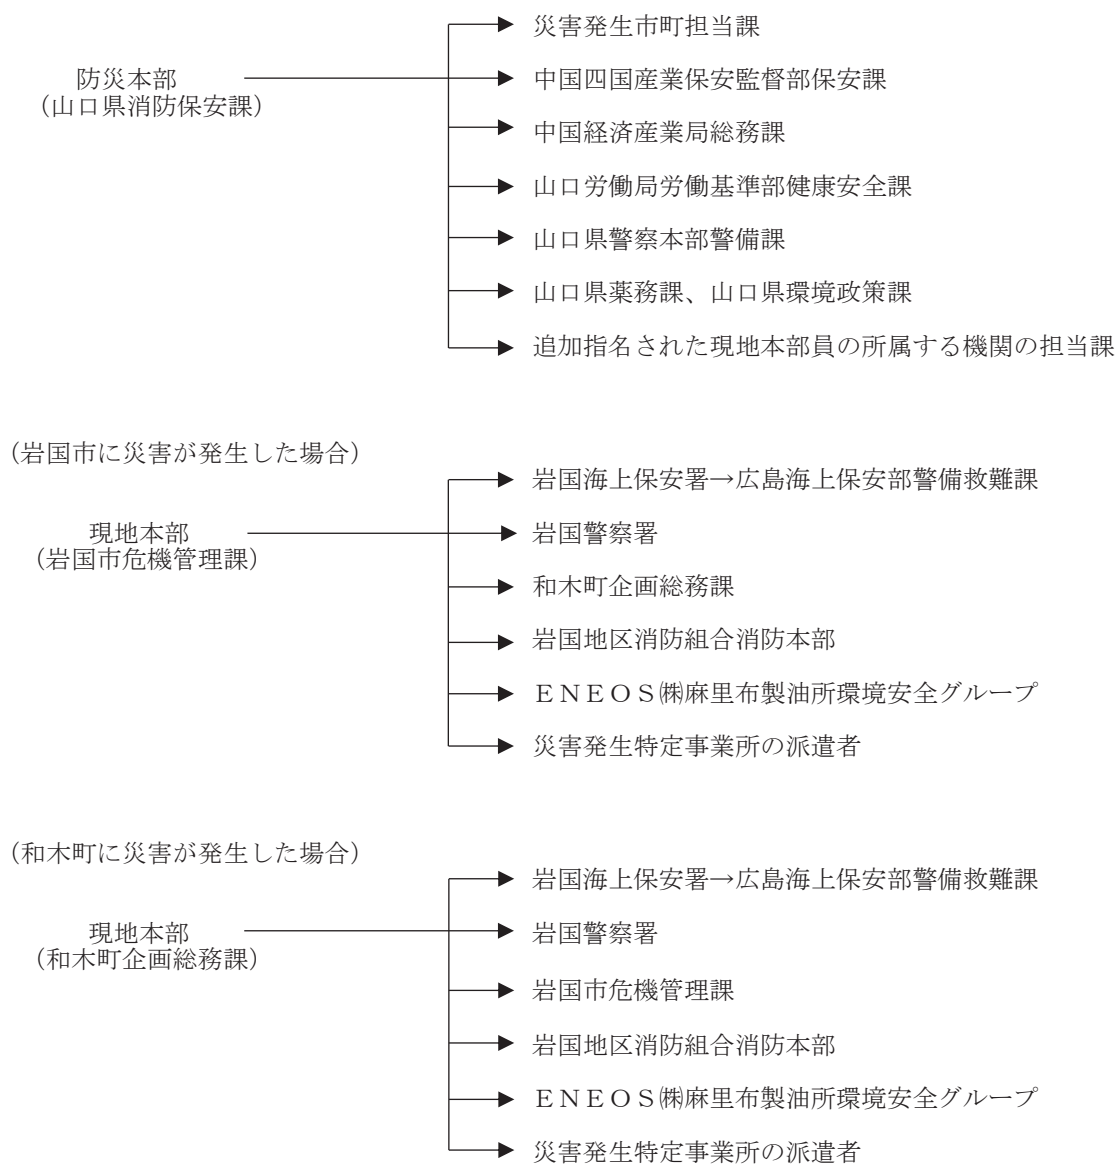 防災本部
（山口県消防保安課）
災害発生市町担当課
中国四国産業保安監督部保安課
中国経済産業局総務課
山口労働局労働基準部健康安全課
山口県警察本部警備課
山口県薬務課、山口県環境政策課
追加指名された現地本部員の所属する機関の担当課
（岩国市に災害が発生した場合）
現地本部
（岩国市危機管理課）
岩国海上保安署→広島海上保安部警備救難課
岩国警察署
和木町企画総務課
岩国地区消防組合消防本部
ＥＮＥＯＳ㈱麻里布製油所環境安全グループ
災害発生特定事業所の派遣者
（和木町に災害が発生した場合）
現地本部
（和木町企画総務課）
岩国海上保安署→広島海上保安部警備救難課
岩国警察署
岩国市危機管理課
岩国地区消防組合消防本部
ＥＮＥＯＳ㈱麻里布製油所環境安全グループ
災害発生特定事業所の派遣者